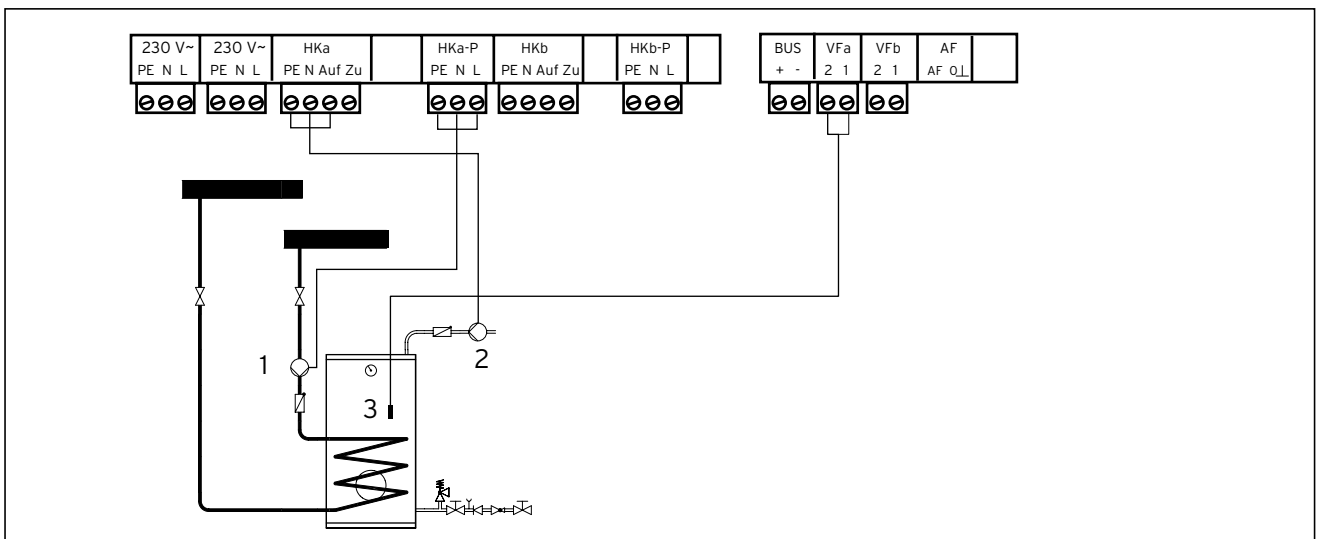 230 V~ 230 V~ HKa HKa-P HKb HKb-P BUS VFa VFb AF
PE N L PE N L PE N Auf Zu PE N L PE N Auf Zu PE N L + - 2 1 2 1 AF 0⊥
1
2
3